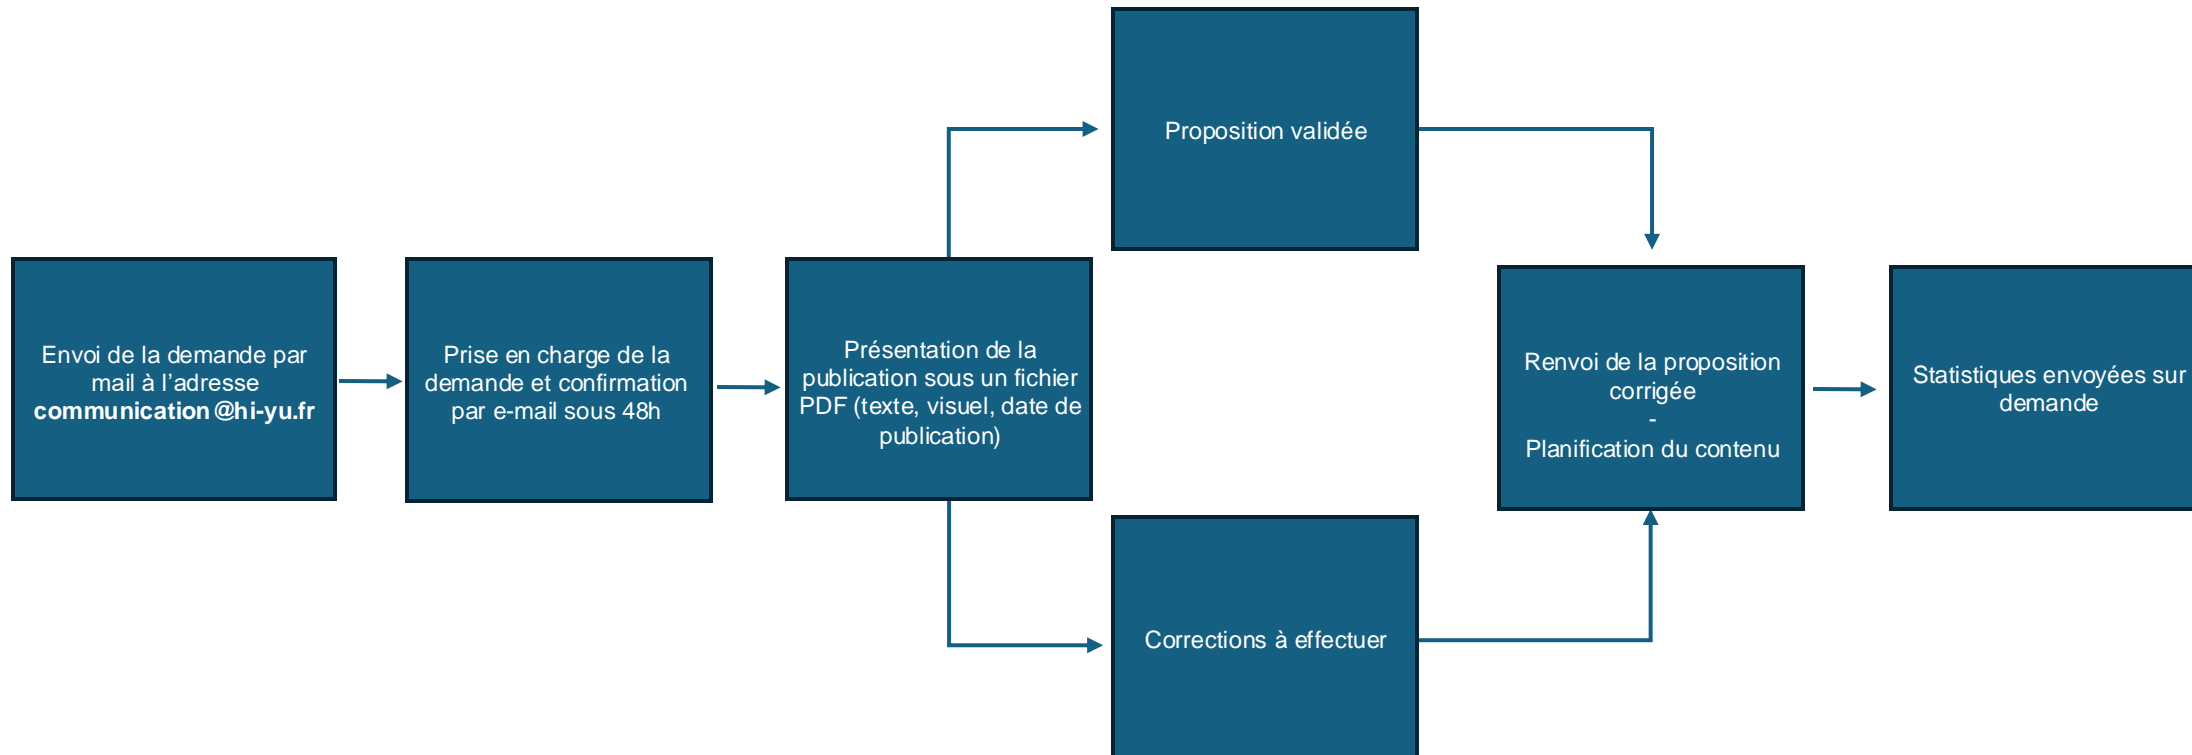 Envoi de la demande par
mail à l’adresse
communication@hi-yu.fr
Prise en charge de la
demande et confirmation
par e-mail sous 48h
Présentation de la
publication sous un fichier
PDF (texte, visuel, date de
publication)
Proposition validée
Corrections à effectuer
Renvoi de la proposition
corrigée
-
Planification du contenu
Statistiques envoyées sur
demande